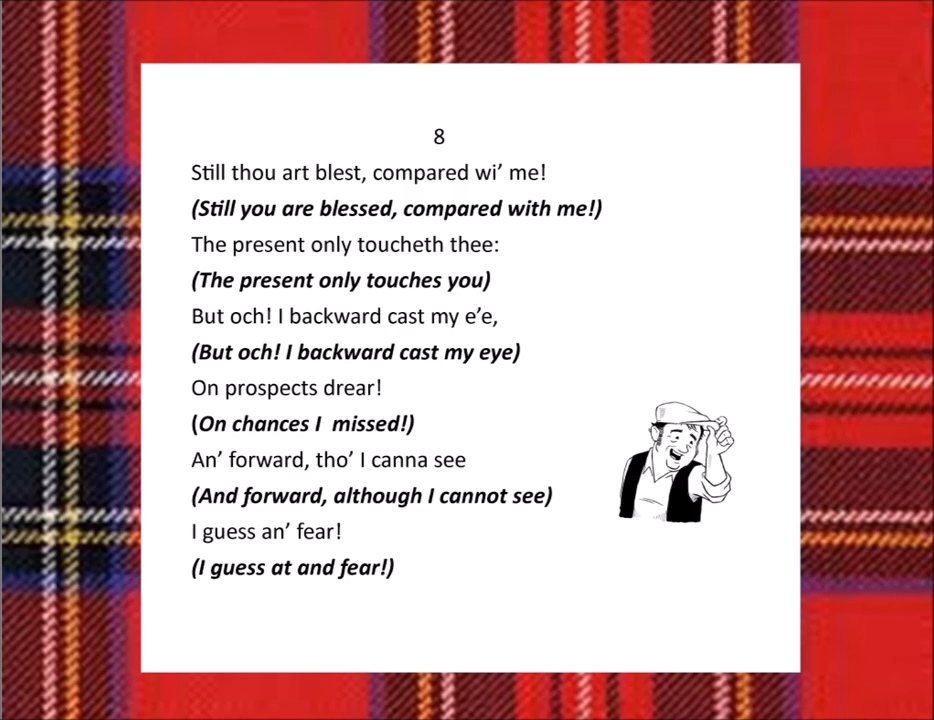 8
Still thou art blest, compared wi’ me!
(Still you are blessed, compared with me!)
The present only toucheth thee:
(The present only touches you)
But och! I backward cast my e’e,
(But och! I backward cast my eye)
On prospects drear!
(On chances I  missed!)
An’ forward, tho’ I canna see
(And forward, although I cannot see)
I guess an’ fear!
(I guess at and fear!)